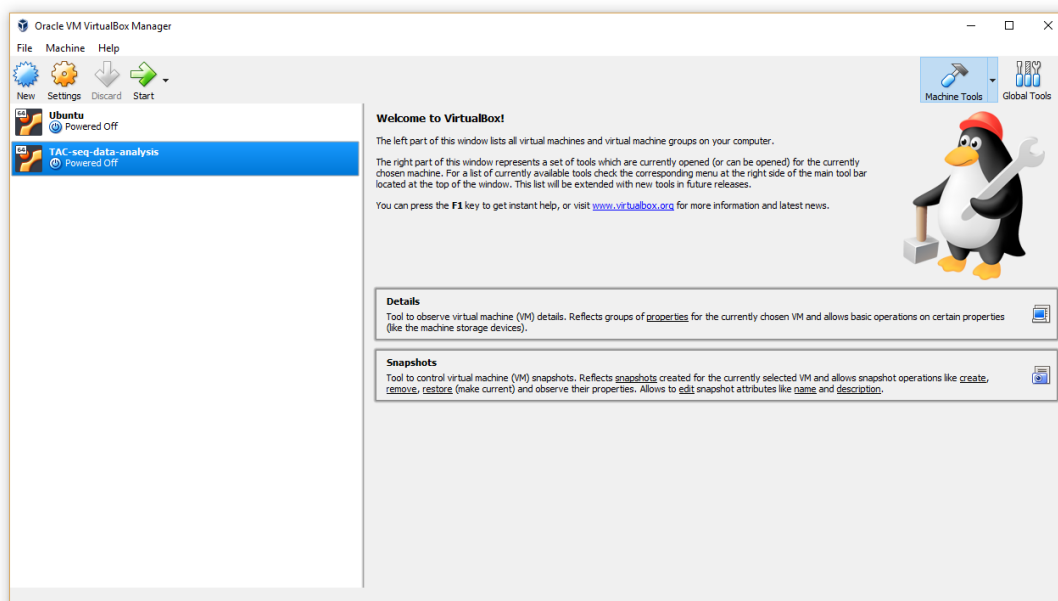 Oracle VM VirtualBox Manager
File Machine Help
New Settings Discard Start
Machine Tools Global Tools
64 Ubuntu
Powered Off
64 TAC-seq-data-analysis
Powered Off
Welcome to VirtualBox!
The left part of this window lists all virtual machines and virtual machine groups on your computer.
The right part of this window represents a set of tools which are currently opened (or can be opened) for the currently
chosen machine. For a list of currently available tools check the corresponding menu at the right side of the main tool bar
located at the top of the window. This list will be extended with new tools in future releases.
You can press the F1 key to get instant help, or visit www.virtualbox.org for more information and latest news.
Details
Tool to observe virtual machine (VM) details. Reflects groups of properties for the currently chosen VM and allows basic operations on certain properties
(like the machine storage devices).
Snapshots
Tool to control virtual machine (VM) snapshots. Reflects snapshots created for the currently selected VM and allows snapshot operations like create,
remove, restore (make current) and observe their properties. Allows to edit snapshot attributes like name and description.